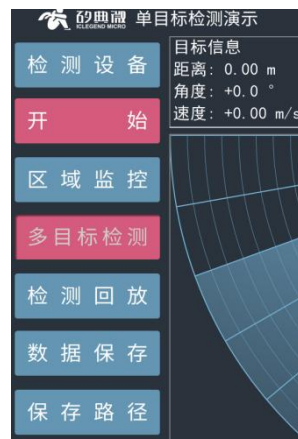 矽典微 单目标检测演示
ICLEGEND MICRO
目标信息
距离: 0.00 m
角度: +0.0 °
速度: +0.00 m/s
检测设备
开始
区域监控
多目标检测
检测回放
数据保存
保存路径